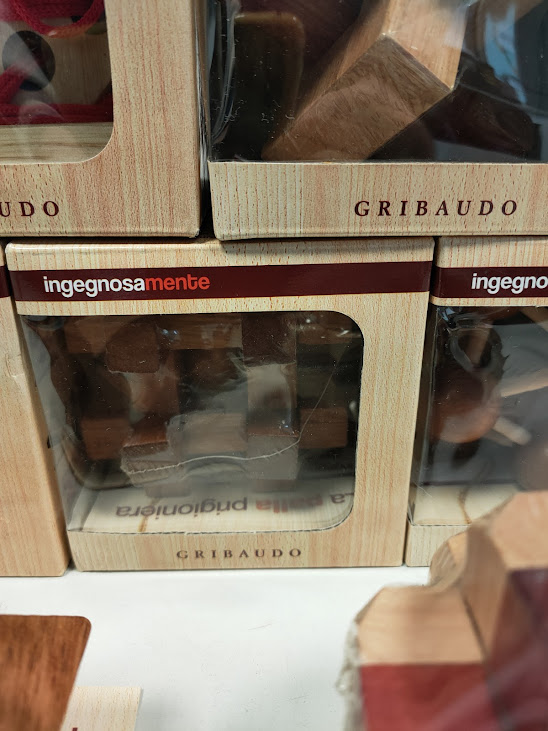 UDO
GRIBAUDO
ingegnosamente
ingegno
La palla prigioniera
GRIBAUDO